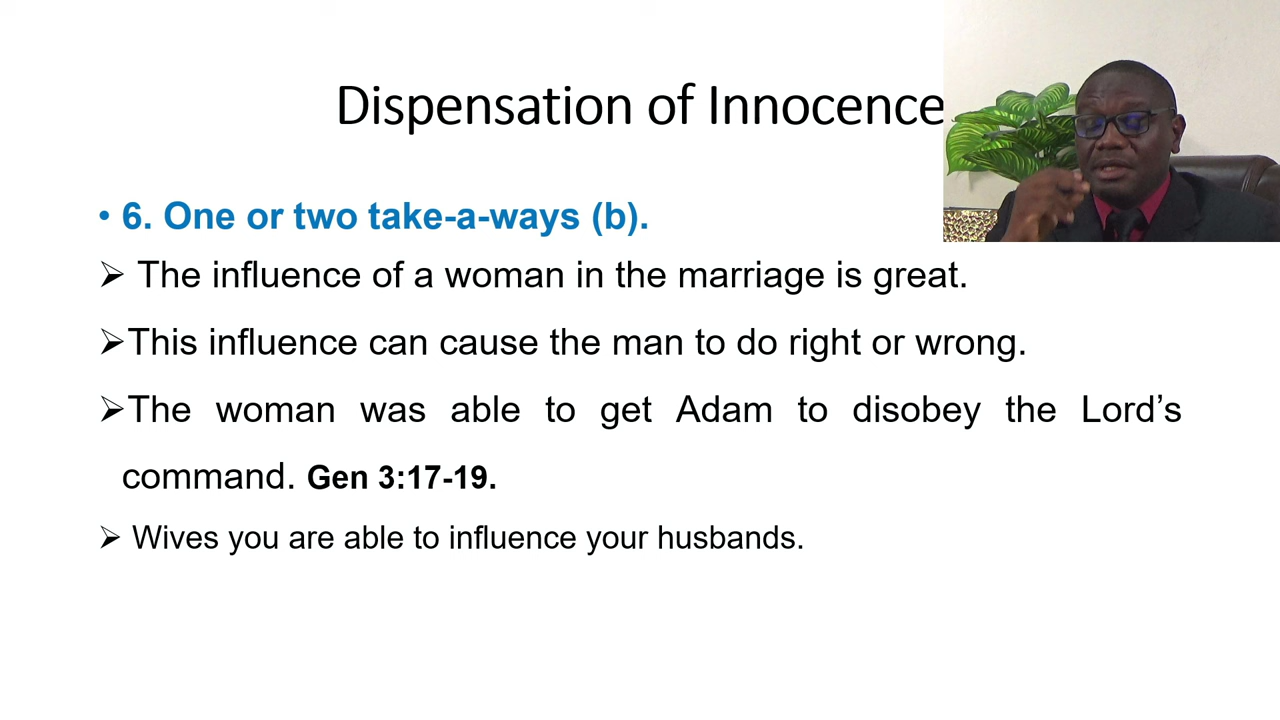 Dispensation of Innocence
• 6. One or two take-a-ways (b).
➢ The influence of a woman in the marriage is great.
➢This influence can cause the man to do right or wrong.
➢The woman was able to get Adam to disobey the Lord’s
command. Gen 3:17-19.
➢ Wives you are able to influence your husbands.